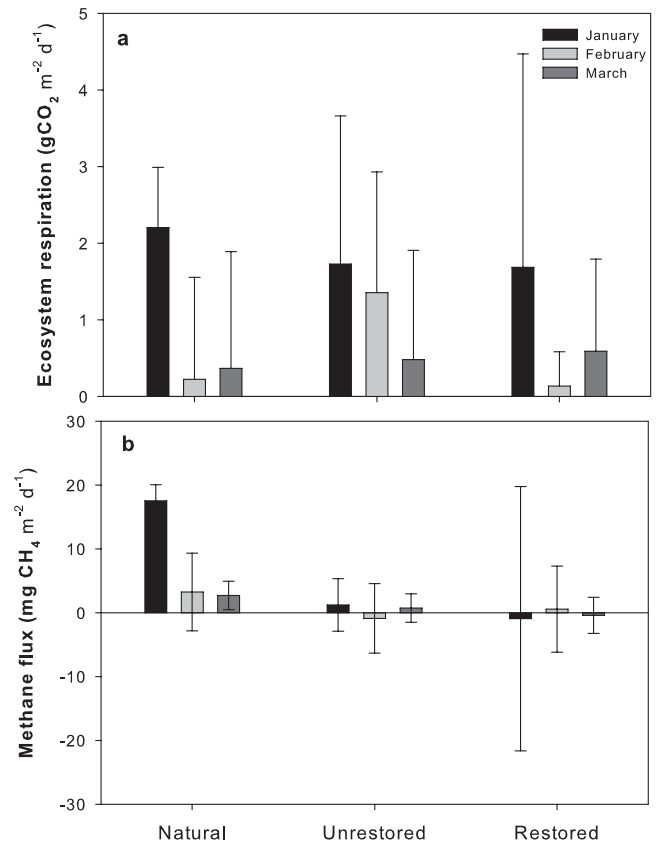 a
January
February
March
Ecosystem respiration (gCO₂ m⁻² d⁻¹)
5
4
3
2
1
0
b
Methane flux (mg CH₄ m⁻² d⁻¹)
30
20
10
0
-10
-20
-30
Natural Unrestored Restored